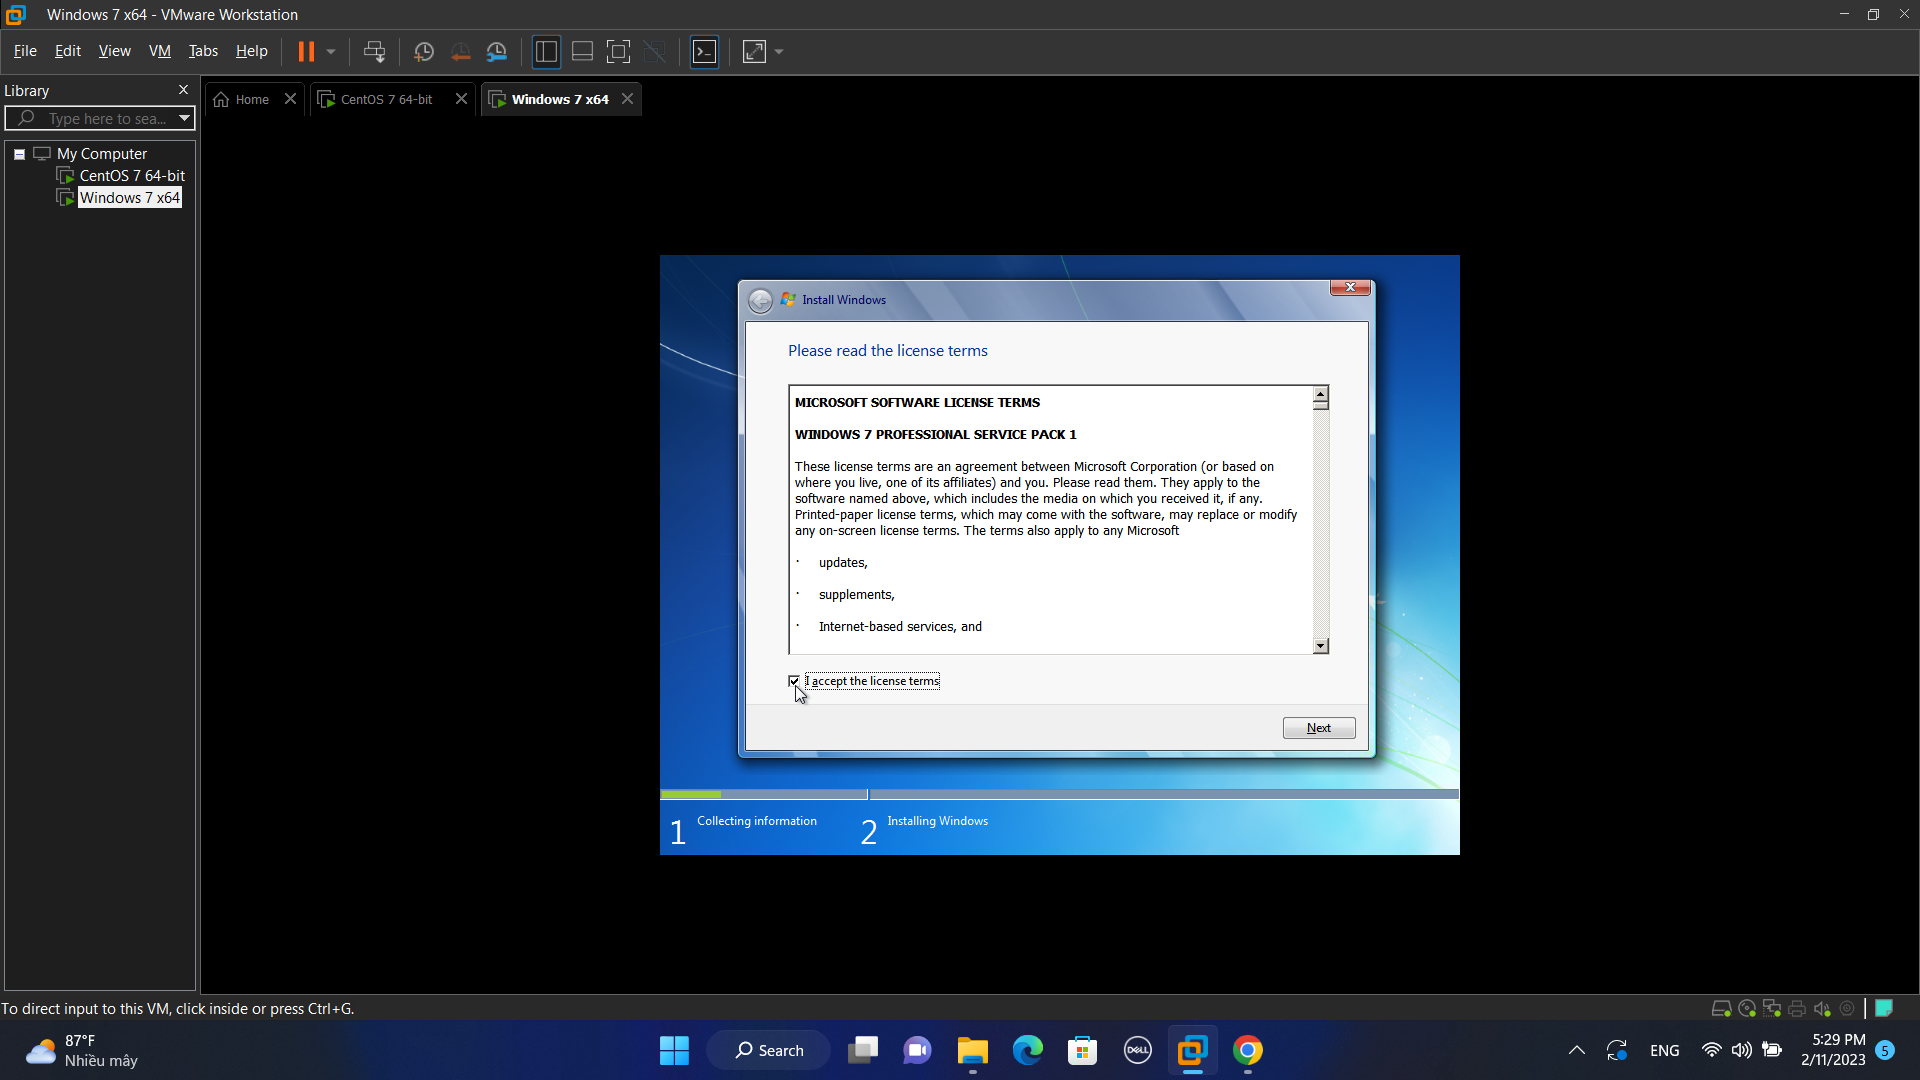 Windows 7 x64 - VMware Workstation
File Edit View VM Tabs Help
Library
Type here to sea...
Home
CentOS 7 64-bit
Windows 7 x64
My Computer
CentOS 7 64-bit
Windows 7 x64
Install Windows
Please read the license terms
MICROSOFT SOFTWARE LICENSE TERMS
WINDOWS 7 PROFESSIONAL SERVICE PACK 1
These license terms are an agreement between Microsoft Corporation (or based on
where you live, one of its affiliates) and you. Please read them. They apply to the
software named above, which includes the media on which you received it, if any.
Printed-paper license terms, which may come with the software, may replace or modify
any on-screen license terms. The terms also apply to any Microsoft
· updates,
· supplements,
· Internet-based services, and
I accept the license terms
Next
1 Collecting information
2 Installing Windows
To direct input to this VM, click inside or press Ctrl+G.
87°F
Nhiều mây
Search
DELL
ENG
5:29 PM
2/11/2023
5